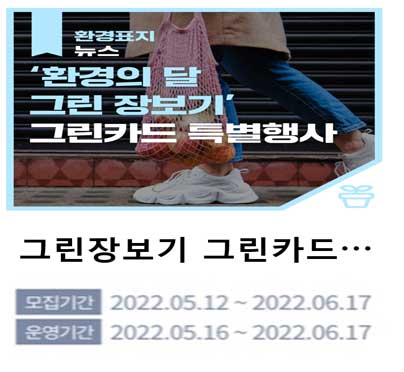 환경표지
뉴스
‘환경의 달
그린 장보기’
그린카드 특별행사
그린장보기 그린카드…
모집기간 2022.05.12 ~ 2022.06.17
운영기간 2022.05.16 ~ 2022.06.17